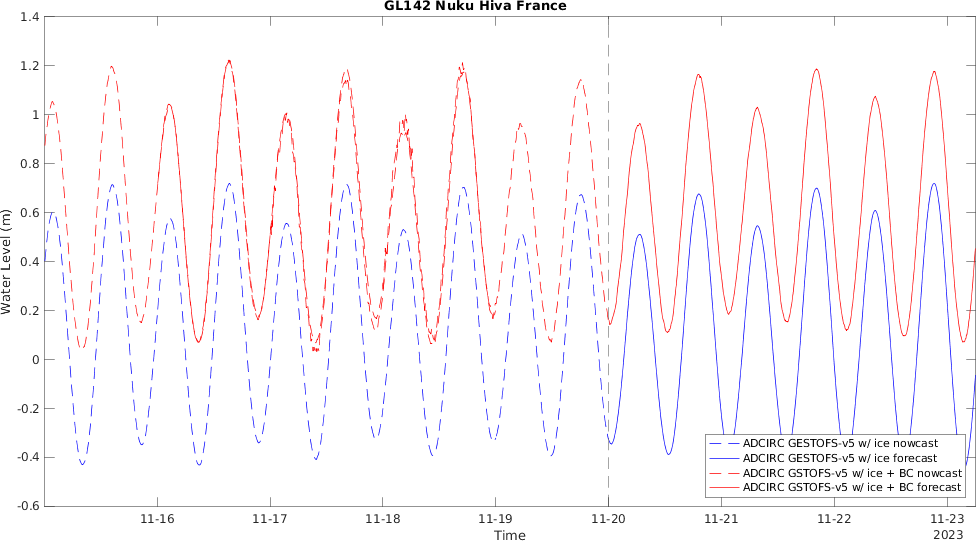 GL142 Nuku Hiva France
1.4
1.2
1
0.8
0.6
0.4
0.2
0
-0.2
-0.4
-0.6
Water Level (m)
ADCIRC GESTOFS-v5 w/ ice nowcast
ADCIRC GESTOFS-v5 w/ ice forecast
ADCIRC GSTOFS-v5 w/ ice + BC nowcast
ADCIRC GSTOFS-v5 w/ ice + BC forecast
11-16 11-17 11-18 11-19 11-20 11-21 11-22 11-23
Time 2023